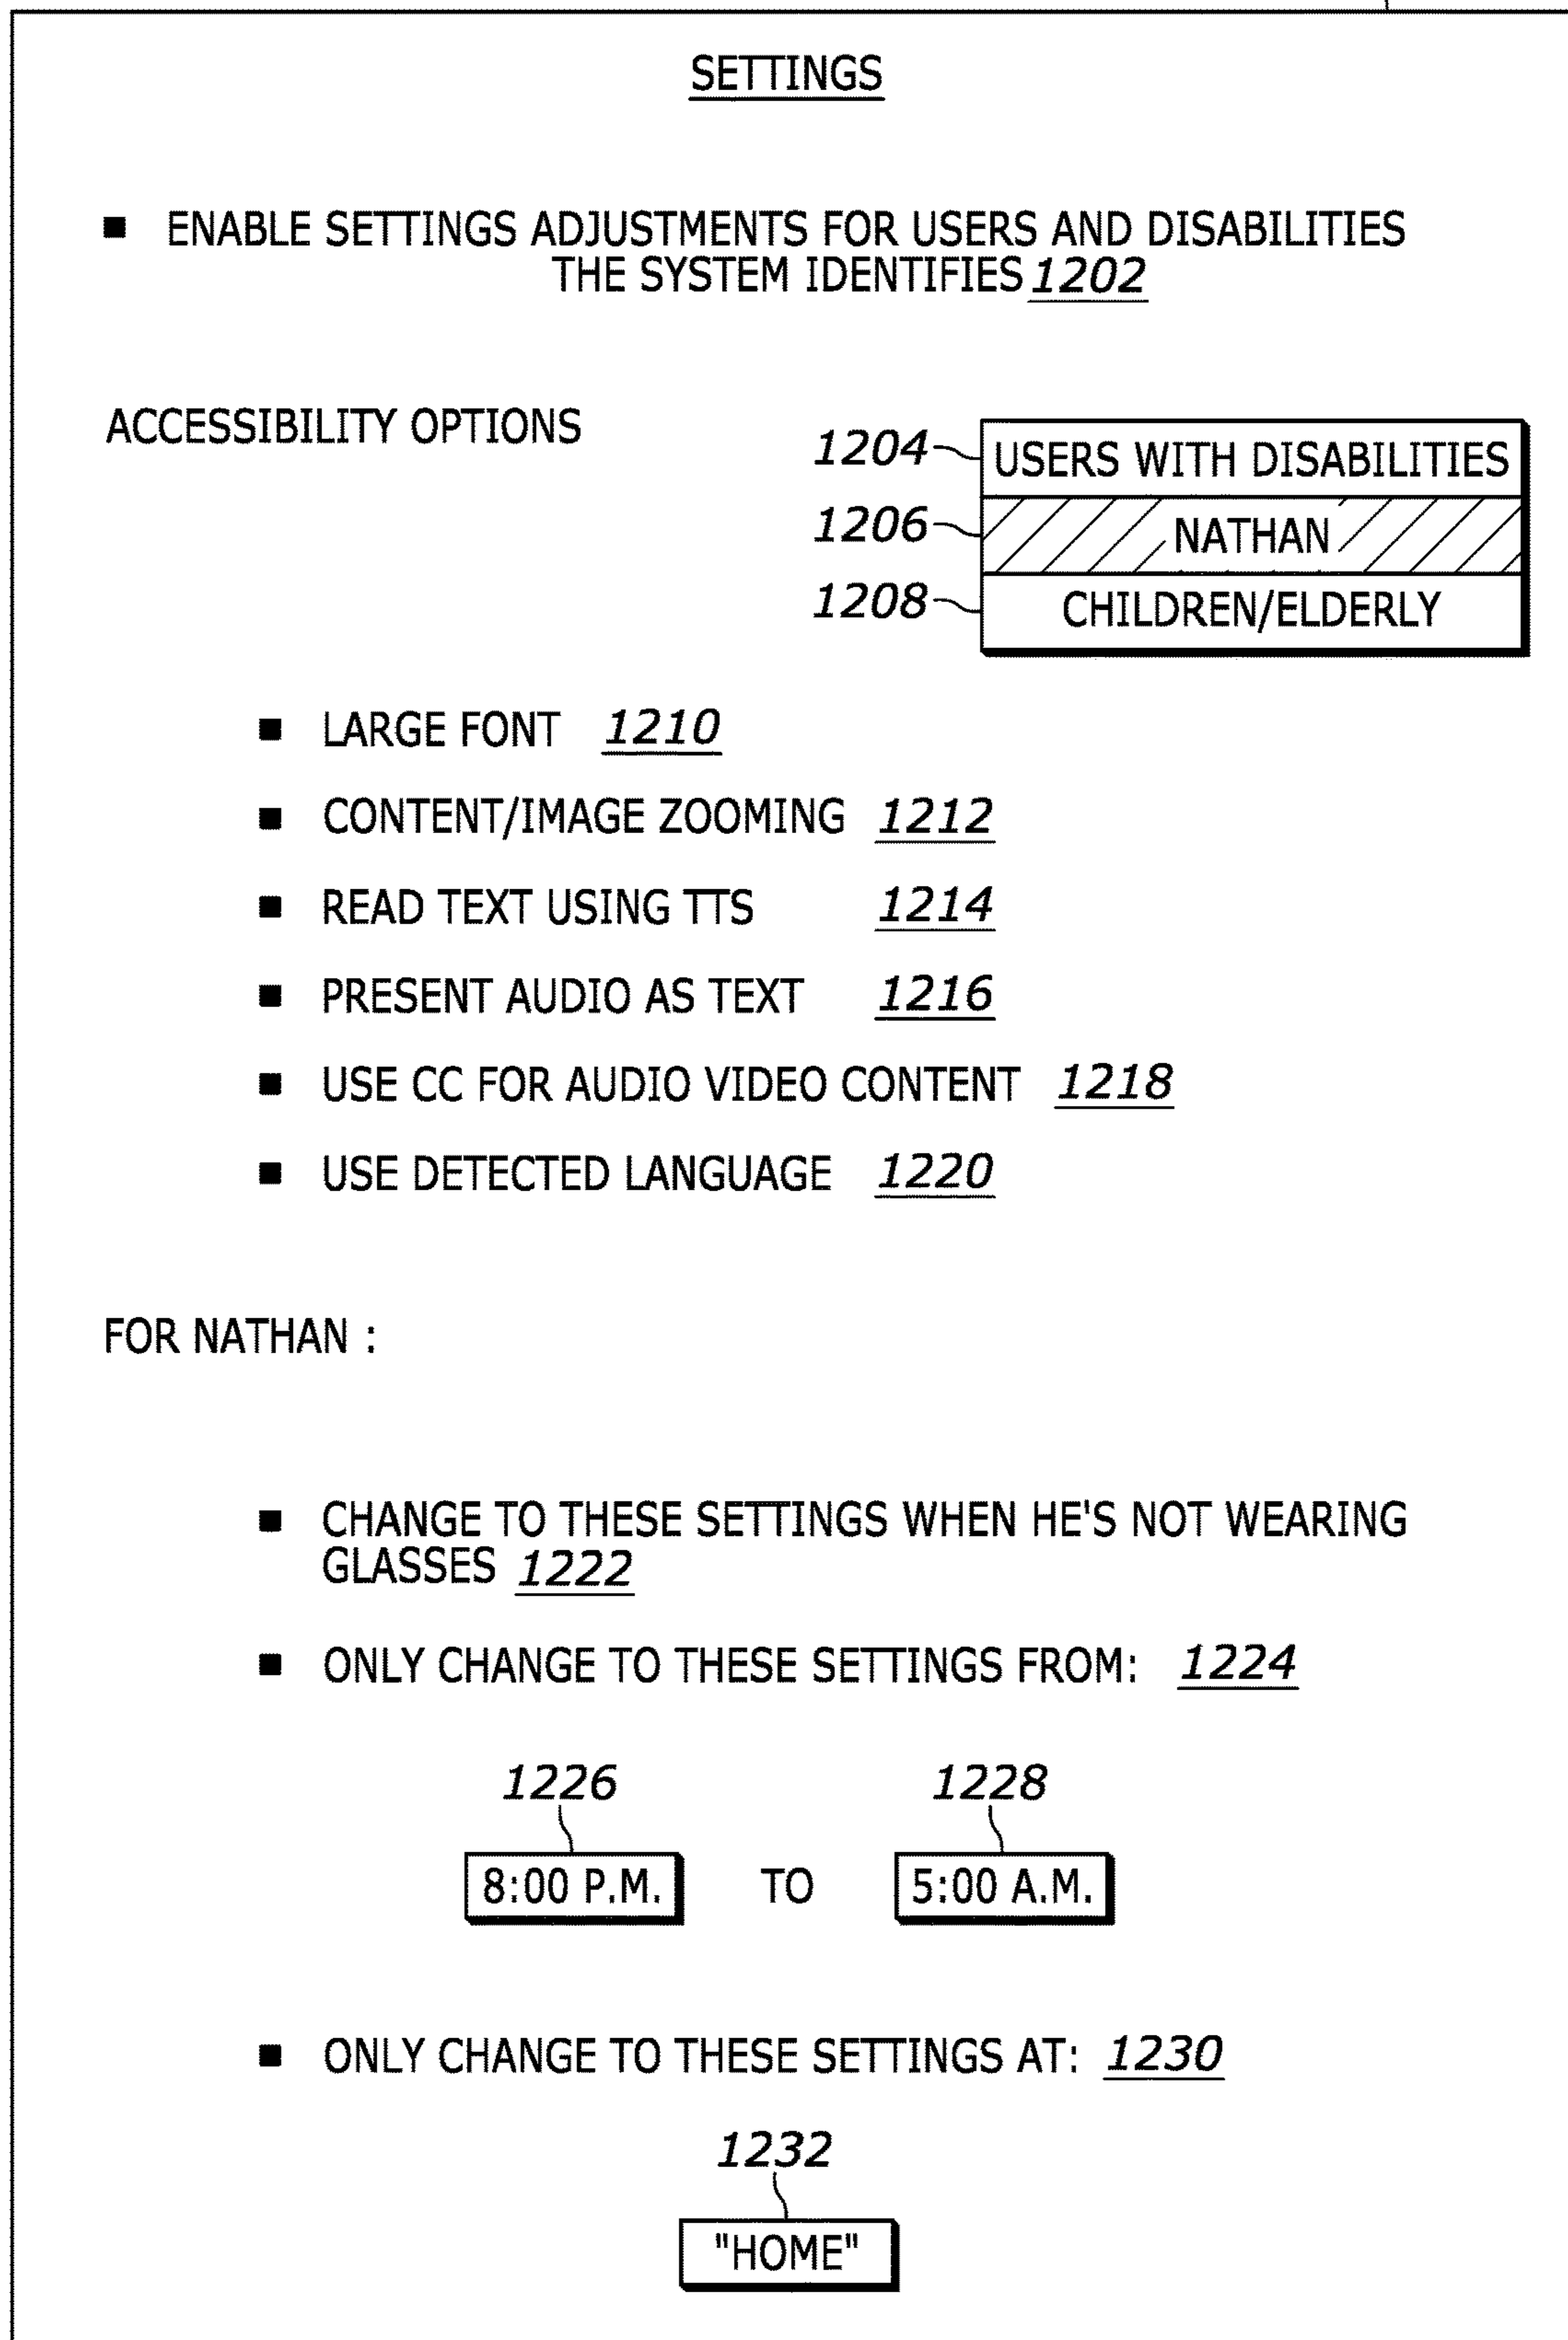 SETTINGS
■ ENABLE SETTINGS ADJUSTMENTS FOR USERS AND DISABILITIES
THE SYSTEM IDENTIFIES 1202
ACCESSIBILITY OPTIONS
1204 USERS WITH DISABILITIES
1206 NATHAN
1208 CHILDREN/ELDERLY
■ LARGE FONT 1210
■ CONTENT/IMAGE ZOOMING 1212
■ READ TEXT USING TTS 1214
■ PRESENT AUDIO AS TEXT 1216
■ USE CC FOR AUDIO VIDEO CONTENT 1218
■ USE DETECTED LANGUAGE 1220
FOR NATHAN :
■ CHANGE TO THESE SETTINGS WHEN HE'S NOT WEARING
GLASSES 1222
■ ONLY CHANGE TO THESE SETTINGS FROM: 1224
1226 1228
8:00 P.M. TO 5:00 A.M.
■ ONLY CHANGE TO THESE SETTINGS AT: 1230
1232
"HOME"